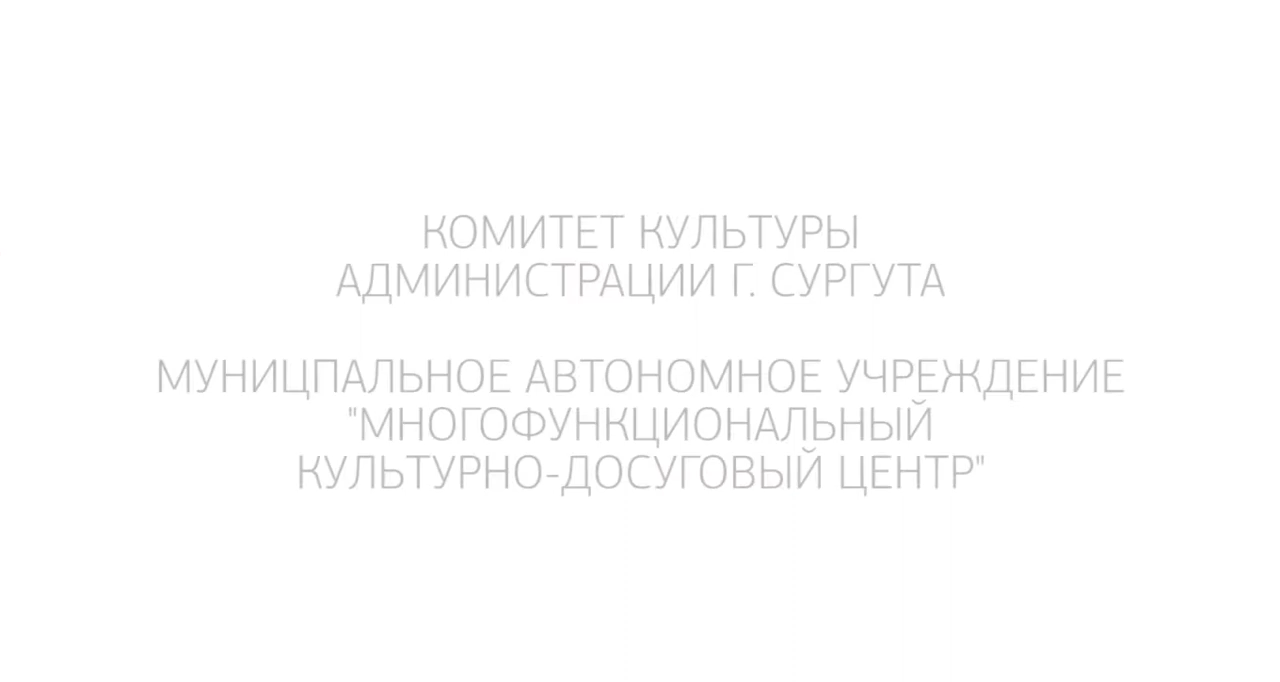 КОМИТЕТ КУЛЬТУРЫ
АДМИНИСТРАЦИИ Г. СУРГУТА
МУНИЦПАЛЬНОЕ АВТОНОМНОЕ УЧРЕЖДЕНИЕ
"МНОГОФУНКЦИОНАЛЬНЫЙ
КУЛЬТУРНО-ДОСУГОВЫЙ ЦЕНТР"